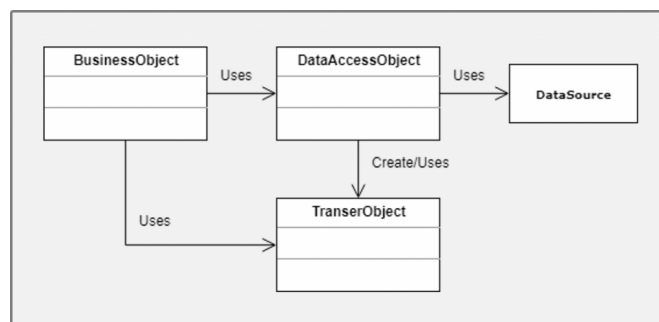 BusinessObject
Uses
DataAccessObject
Uses
DataSource
Create/Uses
Uses
TranserObject